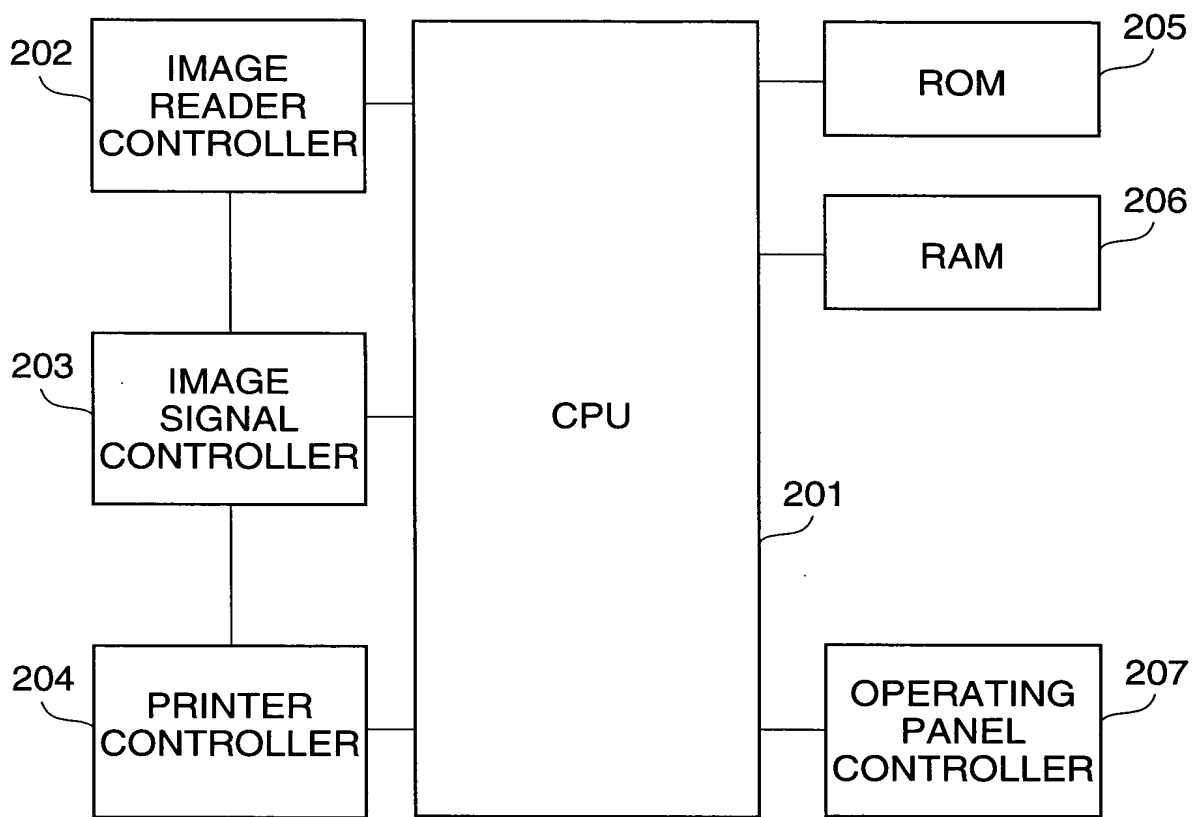 202
IMAGE
READER
CONTROLLER
203
IMAGE
SIGNAL
CONTROLLER
204
PRINTER
CONTROLLER
CPU
201
205
ROM
206
RAM
207
OPERATING
PANEL
CONTROLLER